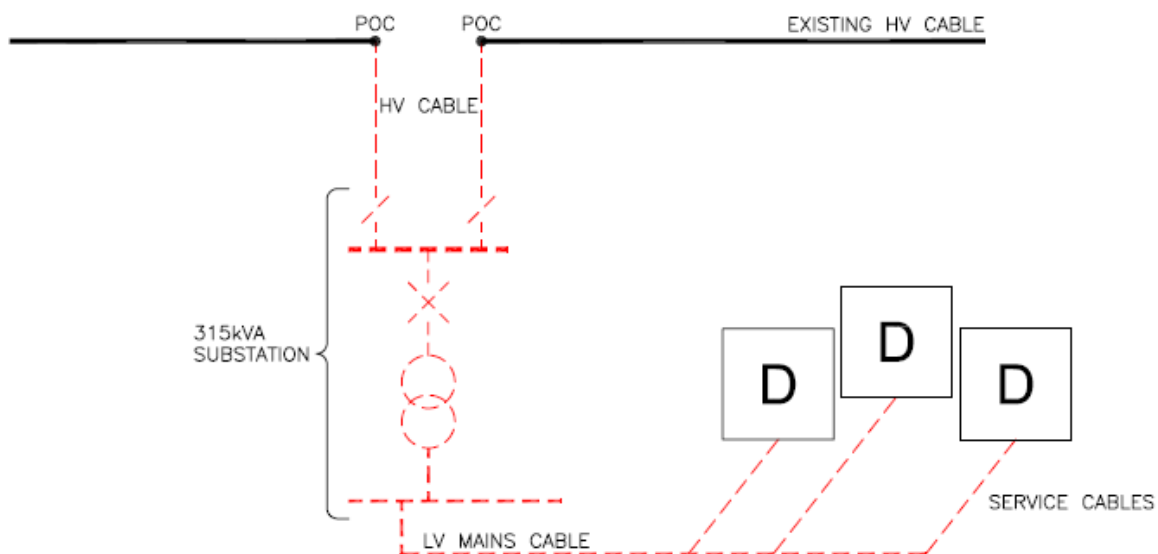 POC
POC
EXISTING HV CABLE
HV CABLE
315kVA
SUBSTATION
D
D
D
SERVICE CABLES
LV MAINS CABLE